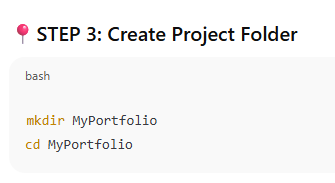 📍 STEP 3: Create Project Folder
bash
mkdir MyPortfolio
cd MyPortfolio